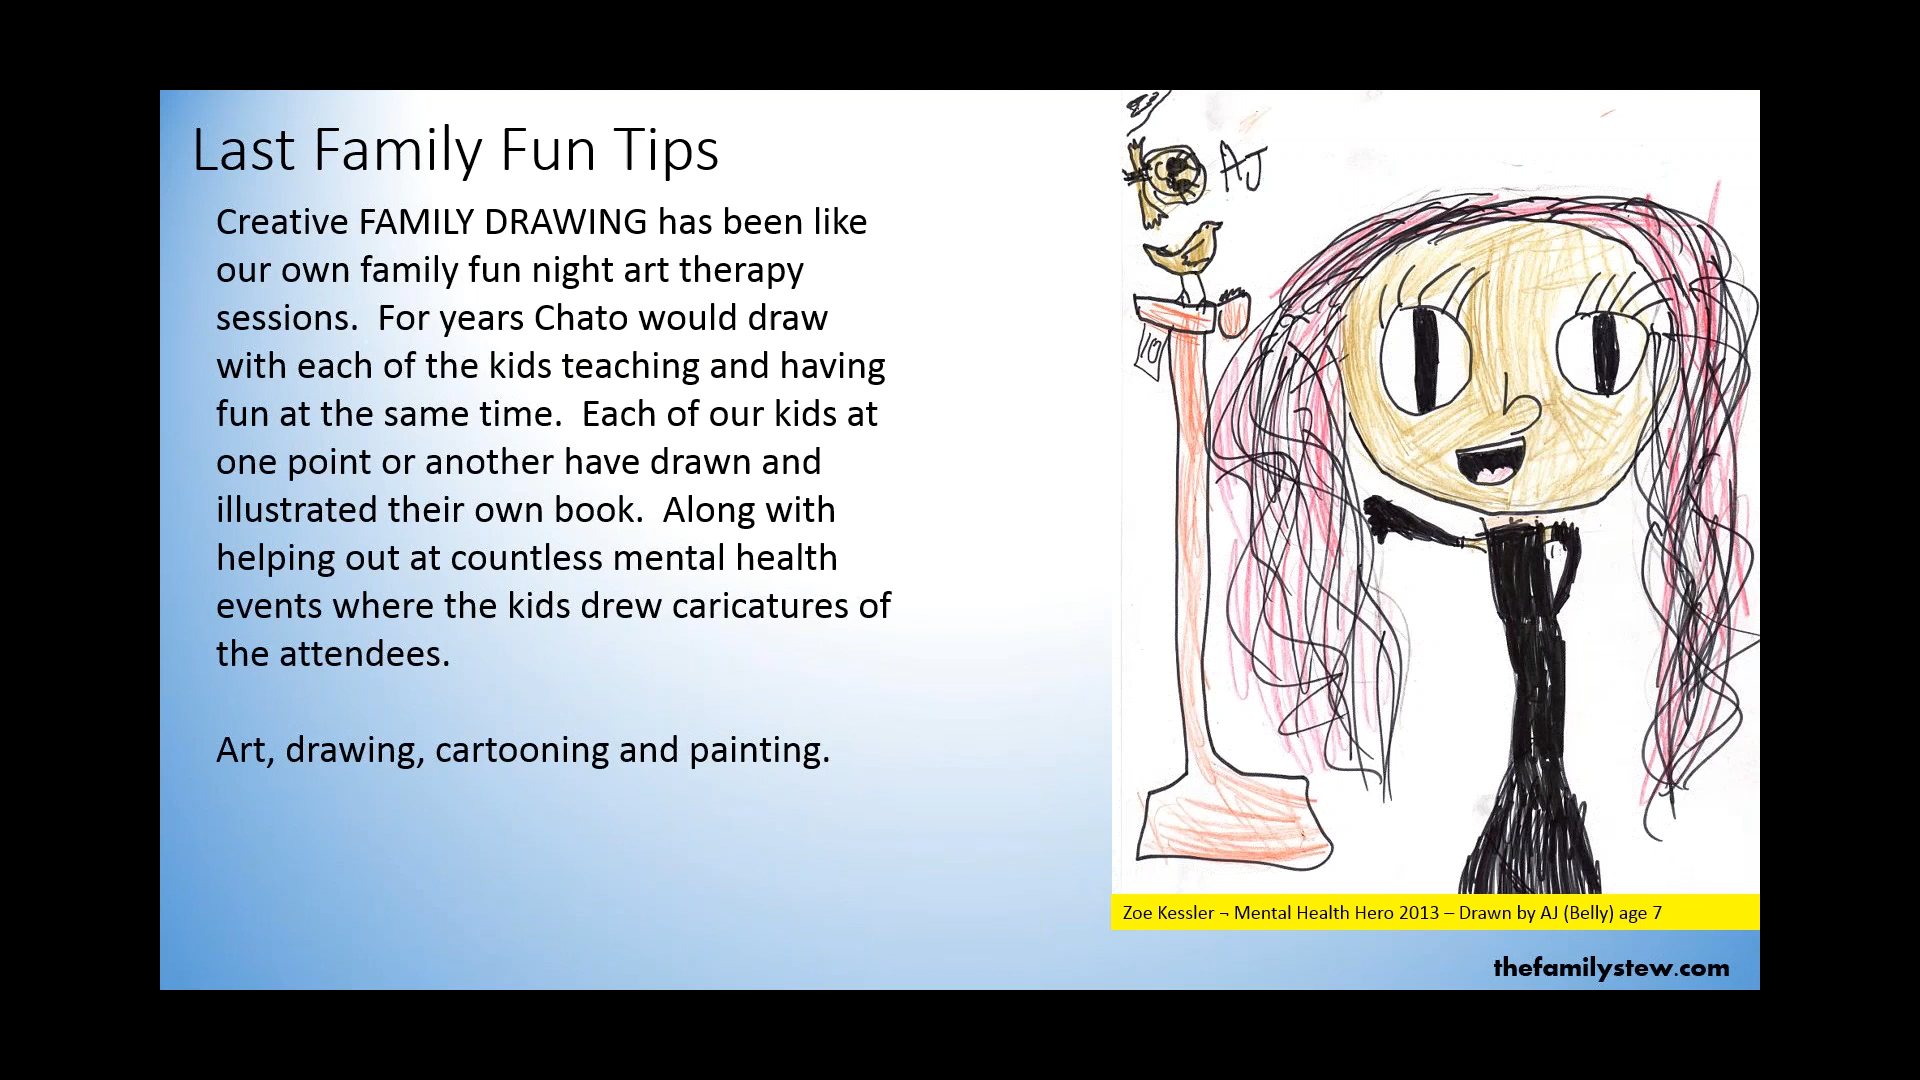 Last Family Fun Tips
Creative FAMILY DRAWING has been like
our own family fun night art therapy
sessions.  For years Chato would draw
with each of the kids teaching and having
fun at the same time.  Each of our kids at
one point or another have drawn and
illustrated their own book.  Along with
helping out at countless mental health
events where the kids drew caricatures of
the attendees.
Art, drawing, cartooning and painting.
AJ
Zoe Kessler ¬ Mental Health Hero 2013 – Drawn by AJ (Belly) age 7
thefamilystew.com